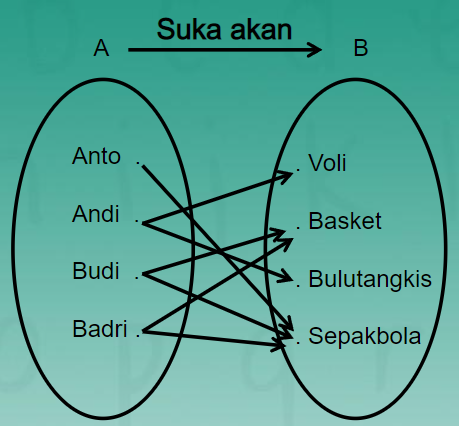 Suka akan
A
B
Anto .
Andi .
Budi .
Badri .
. Voli
. Basket
. Bulutangkis
. Sepakbola